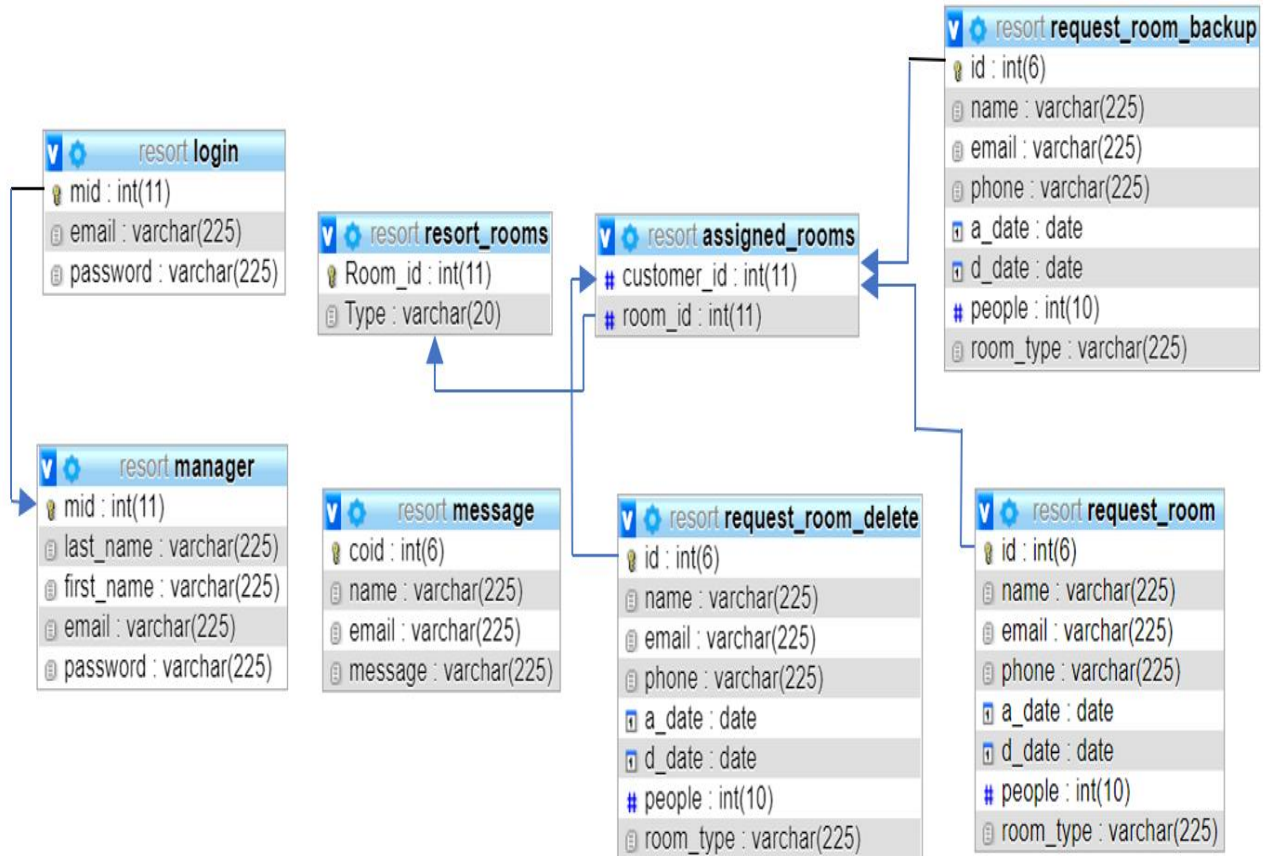 resort login
mid : int(11)
email : varchar(225)
password : varchar(225)
resort resort_rooms
Room_id : int(11)
Type : varchar(20)
resort assigned_rooms
customer_id : int(11)
room_id : int(11)
resort request_room_backup
id : int(6)
name : varchar(225)
email : varchar(225)
phone : varchar(225)
a_date : date
d_date : date
people : int(10)
room_type : varchar(225)
resort manager
mid : int(11)
last_name : varchar(225)
first_name : varchar(225)
email : varchar(225)
password : varchar(225)
resort message
coid : int(6)
name : varchar(225)
email : varchar(225)
message : varchar(225)
resort request_room_delete
id : int(6)
name : varchar(225)
email : varchar(225)
phone : varchar(225)
a_date : date
d_date : date
people : int(10)
room_type : varchar(225)
resort request_room
id : int(6)
name : varchar(225)
email : varchar(225)
phone : varchar(225)
a_date : date
d_date : date
people : int(10)
room_type : varchar(225)